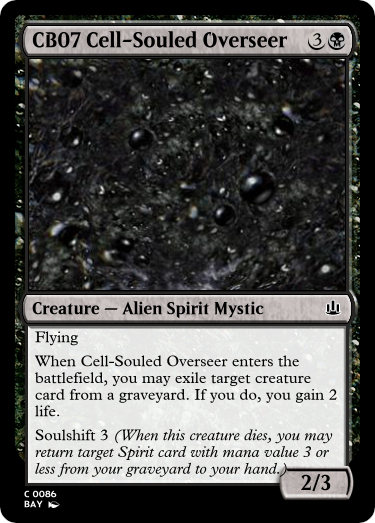 CB07 Cell-Souled Overseer 3
Creature — Alien Spirit Mystic
Flying
When Cell-Souled Overseer enters the
battlefield, you may exile target creature
card from a graveyard. If you do, you gain 2
life.
Soulshift 3 (When this creature dies, you may
return target Spirit card with mana value 3 or
less from your graveyard to your hand.)
2/3
C 0086
BAY